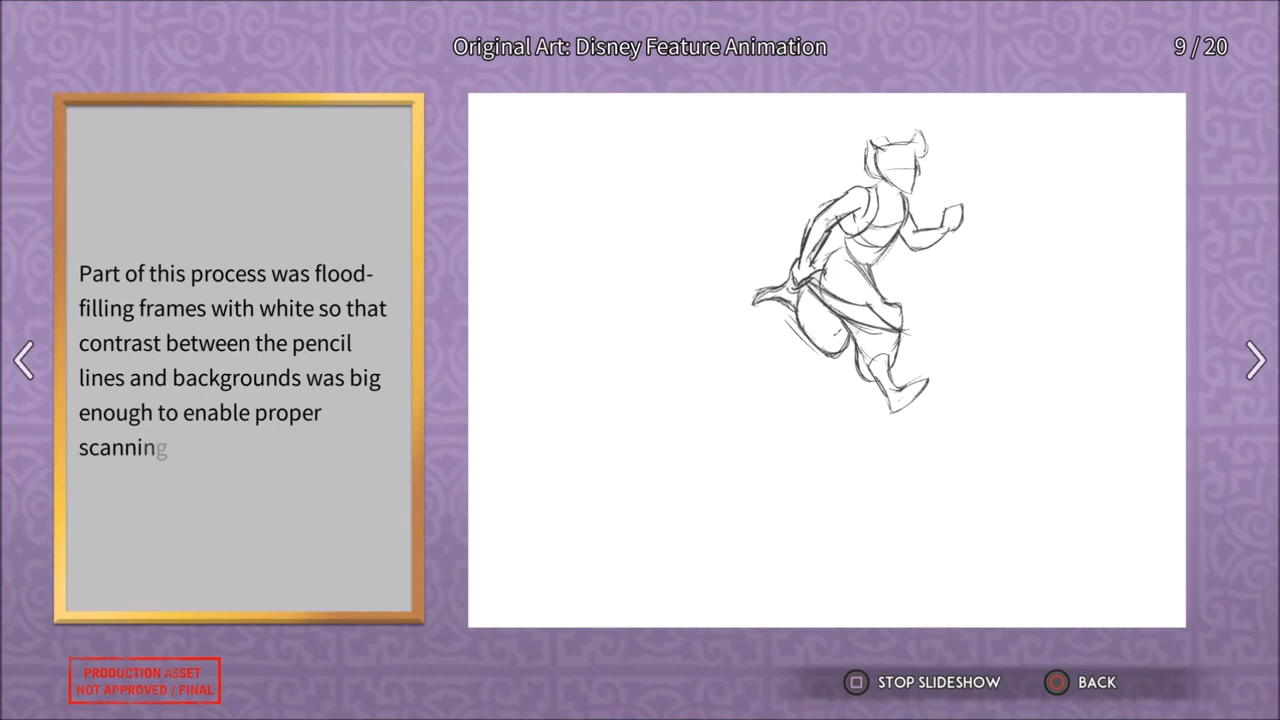 Original Art: Disney Feature Animation
9 / 20
Part of this process was flood-
filling frames with white so that
contrast between the pencil
lines and backgrounds was big
enough to enable proper
scanning
PRODUCTION ASSET
NOT APPROVED / FINAL
STOP SLIDESHOW
BACK